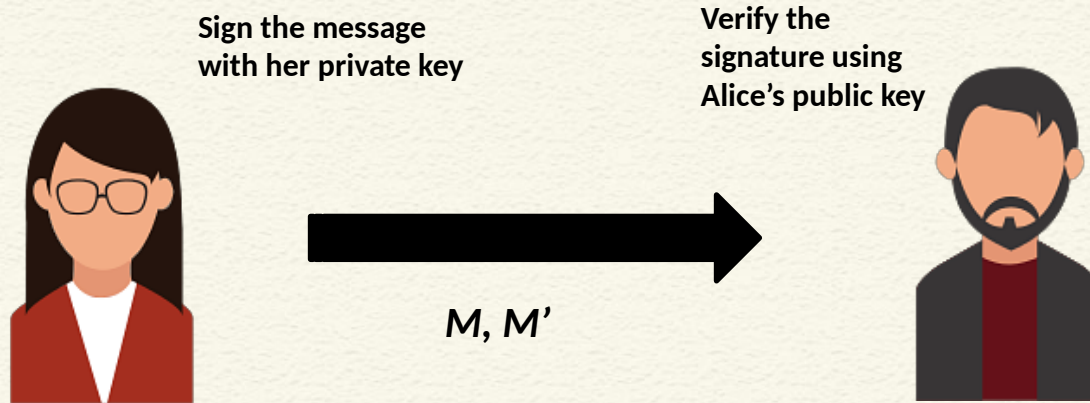 Sign the message
with her private key
Verify the
signature using
Alice’s public key
M, M’